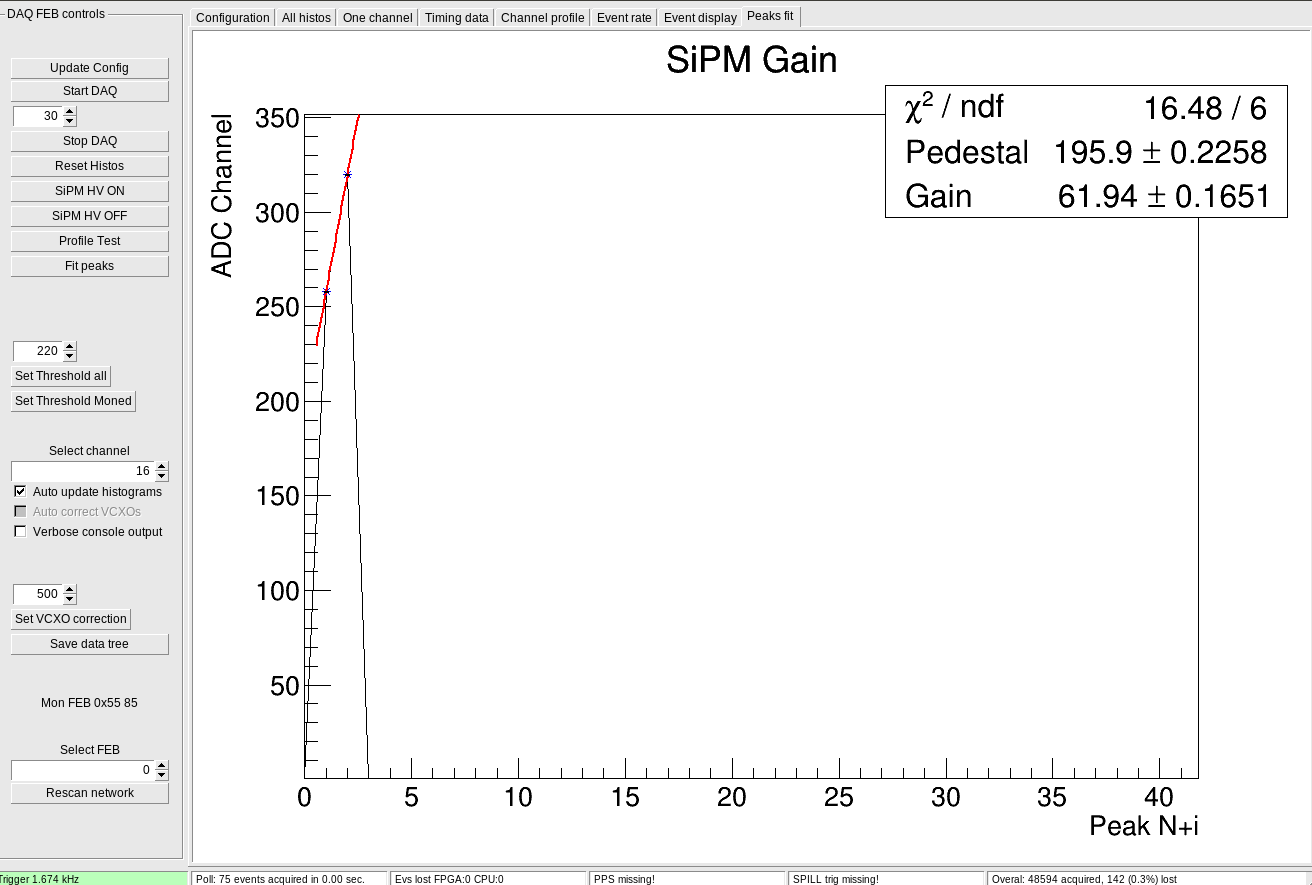 DAQ FEB controls
Update Config
Start DAQ
30
Stop DAQ
Reset Histos
SiPM HV ON
SiPM HV OFF
Profile Test
Fit peaks
220
Set Threshold all
Set Threshold Moned
Select channel
16
Auto update histograms
Auto correct VCXOs
Verbose console output
500
Set VCXO correction
Save data tree
Mon FEB 0x55 85
Select FEB
0
Rescan network
Configuration All histos One channel Timing data Channel profile Event rate Event display Peaks fit
SiPM Gain
χ2 / ndf 16.48 / 6
Pedestal 195.9 ± 0.2258
Gain 61.94 ± 0.1651
ADC Channel
350
300
250
200
150
100
50
0 5 10 15 20 25 30 35 40
Peak N+i
Trigger 1.674 kHz Poll: 75 events acquired in 0.00 sec. Evs lost FPGA:0 CPU:0 PPS missing! SPILL trig missing! Overal: 48594 acquired, 142 (0.3%) lost